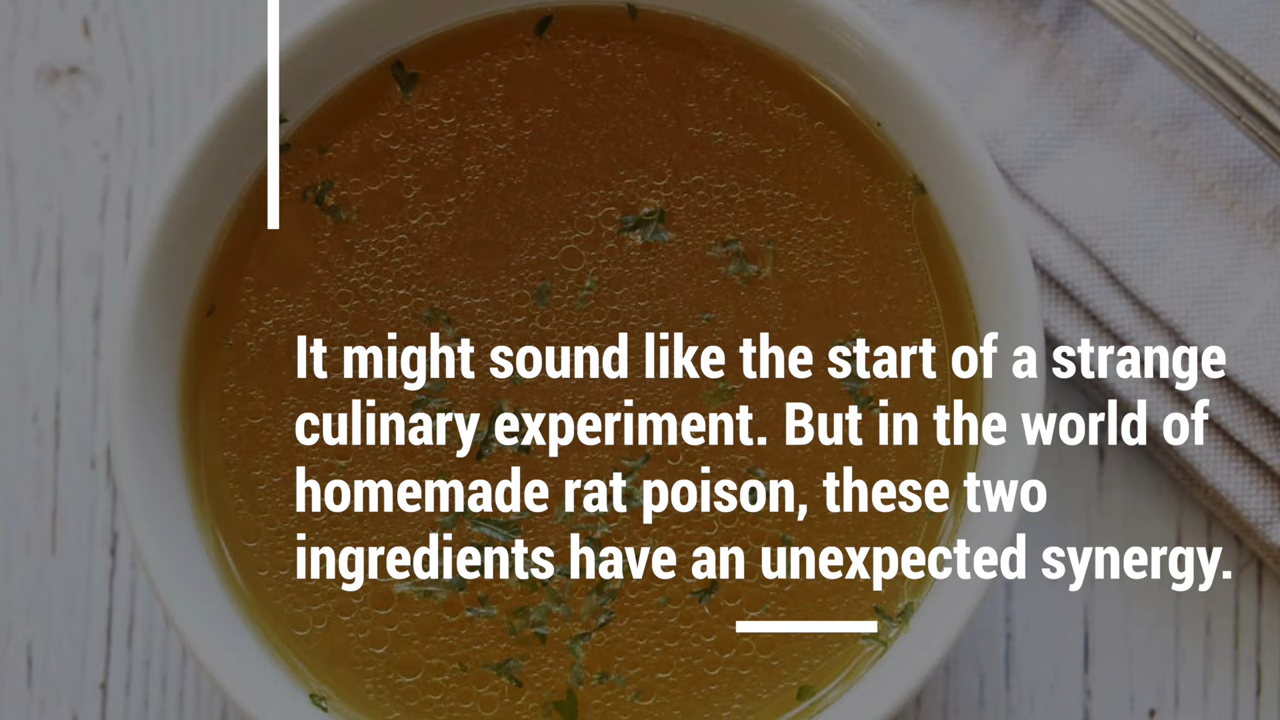 It might sound like the start of a strange
culinary experiment. But in the world of
homemade rat poison, these two
ingredients have an unexpected synergy.